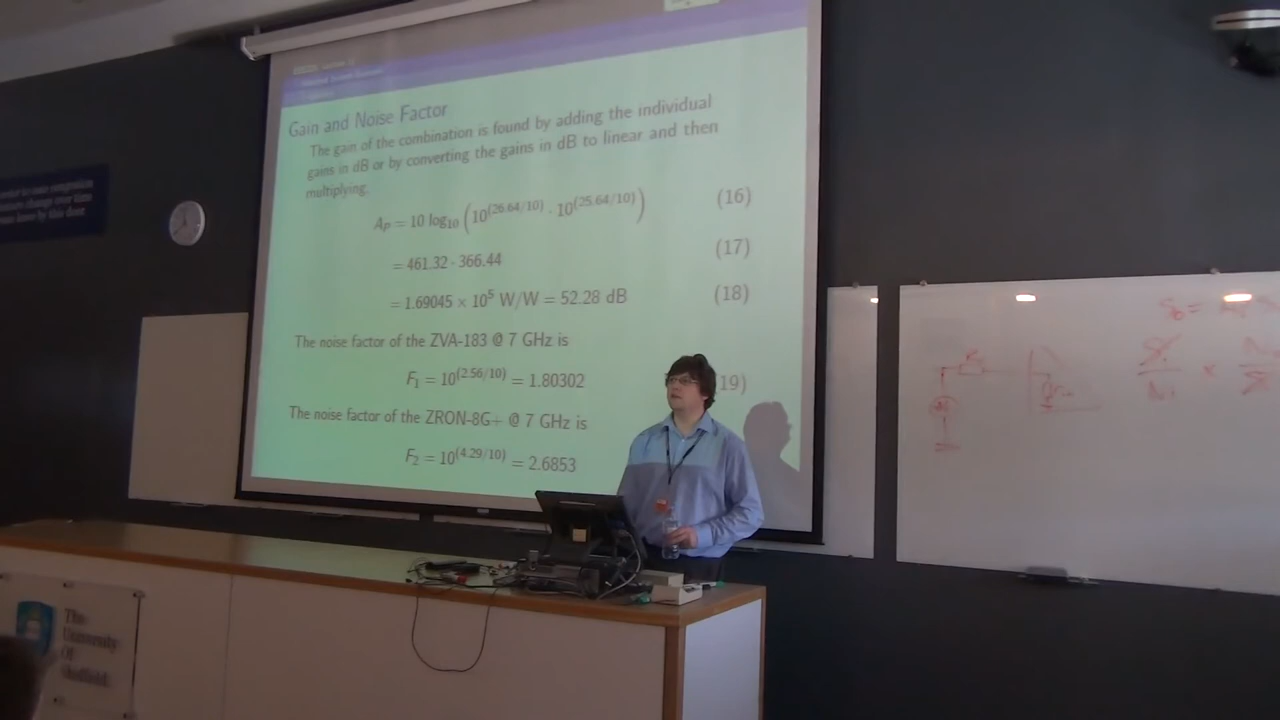 Gain and Noise Factor
The gain of the combination is found by adding the individual
gains in dB or by converting the gains in dB to linear and then
multiplying.
A_P = 10 log₁₀ (10^(26.64/10) · 10^(25.64/10)) (16)
= 461.32 · 366.44 (17)
= 1.69045 × 10⁵ W/W = 52.28 dB (18)
The noise factor of the ZVA-183 @ 7 GHz is
F₁ = 10^(2.56/10) = 1.80302 19)
The noise factor of the ZRON-8G+ @ 7 GHz is
F₂ = 10^(4.29/10) = 2.6853
The
University
Of
Sheffield.